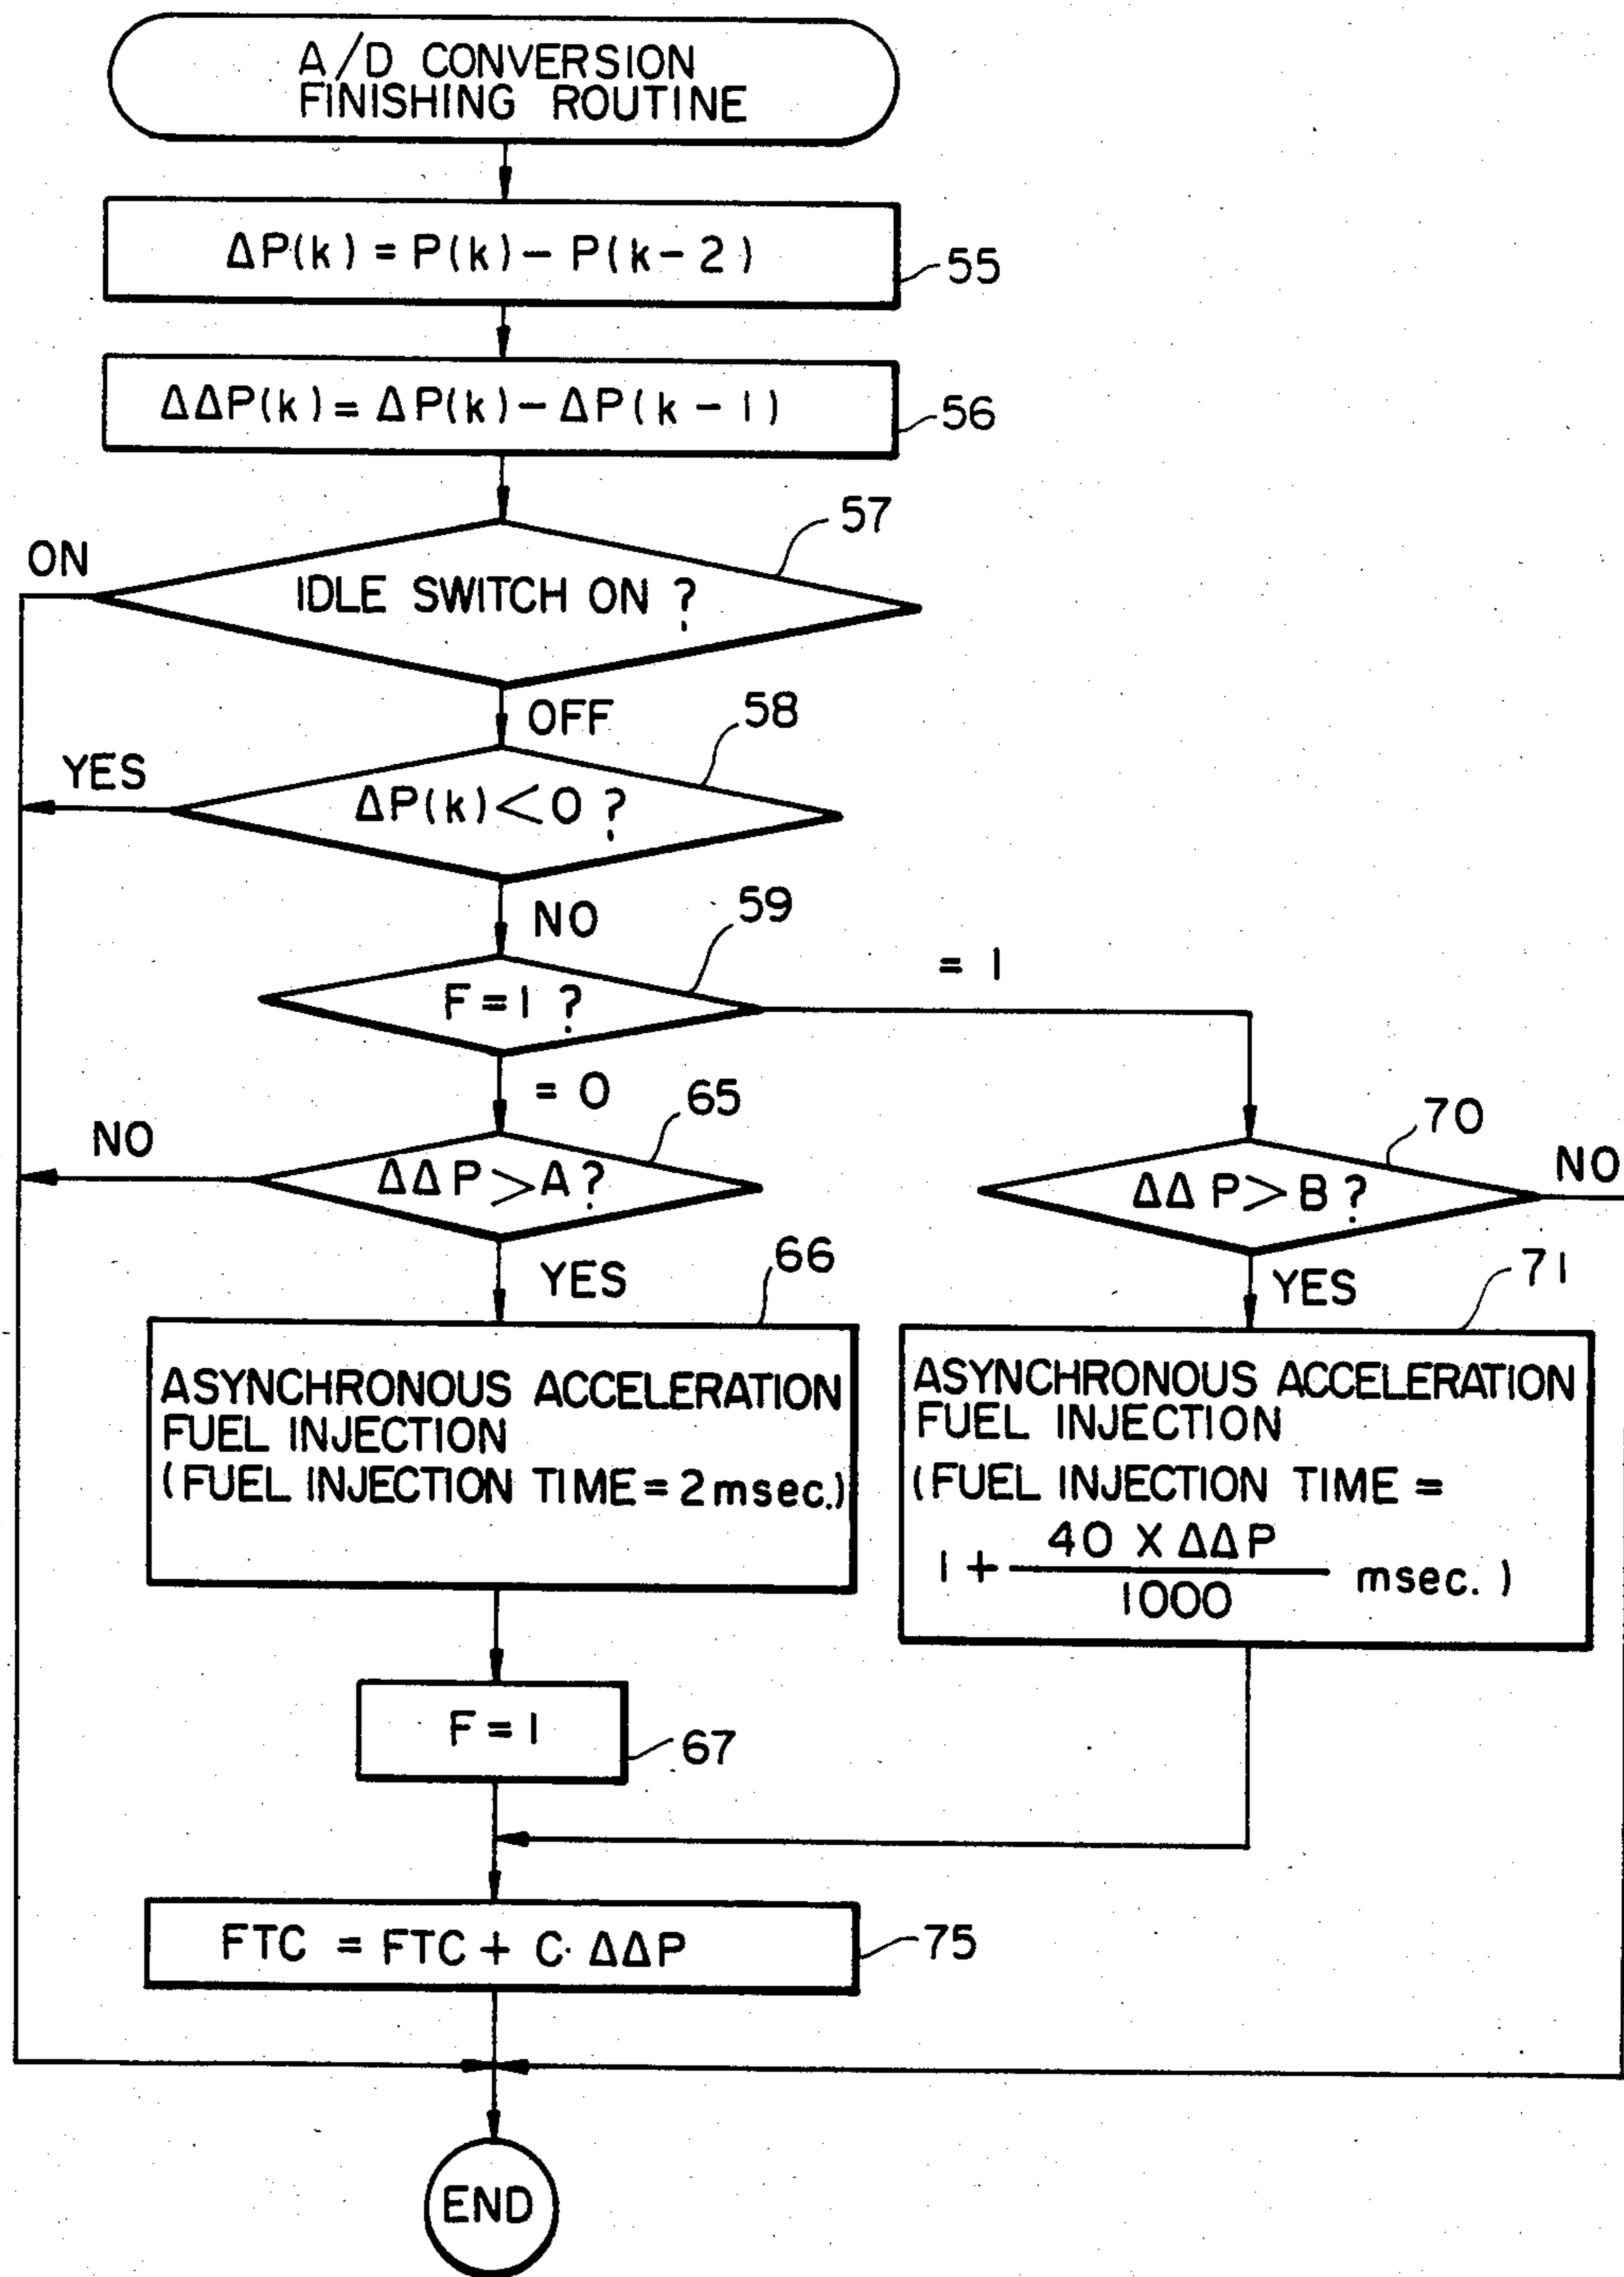 A/D CONVERSION
FINISHING ROUTINE
ΔP(k) = P(k) - P(k-2)
55
ΔΔP(k) = ΔP(k) - ΔP(k-1)
56
57
ON
IDLE SWITCH ON ?
OFF
58
YES
ΔP(k) < 0 ?
NO
59
= 1
F = 1 ?
= 0
65
70
NO
ΔΔP > A ?
ΔΔP > B ?
NO
66
YES
71
YES
ASYNCHRONOUS ACCELERATION
FUEL INJECTION
(FUEL INJECTION TIME = 2 msec.)
ASYNCHRONOUS ACCELERATION
FUEL INJECTION
(FUEL INJECTION TIME =
40 X ΔΔP
1 + msec. )
1000
F = 1
67
FTC = FTC + C· ΔΔP
75
END